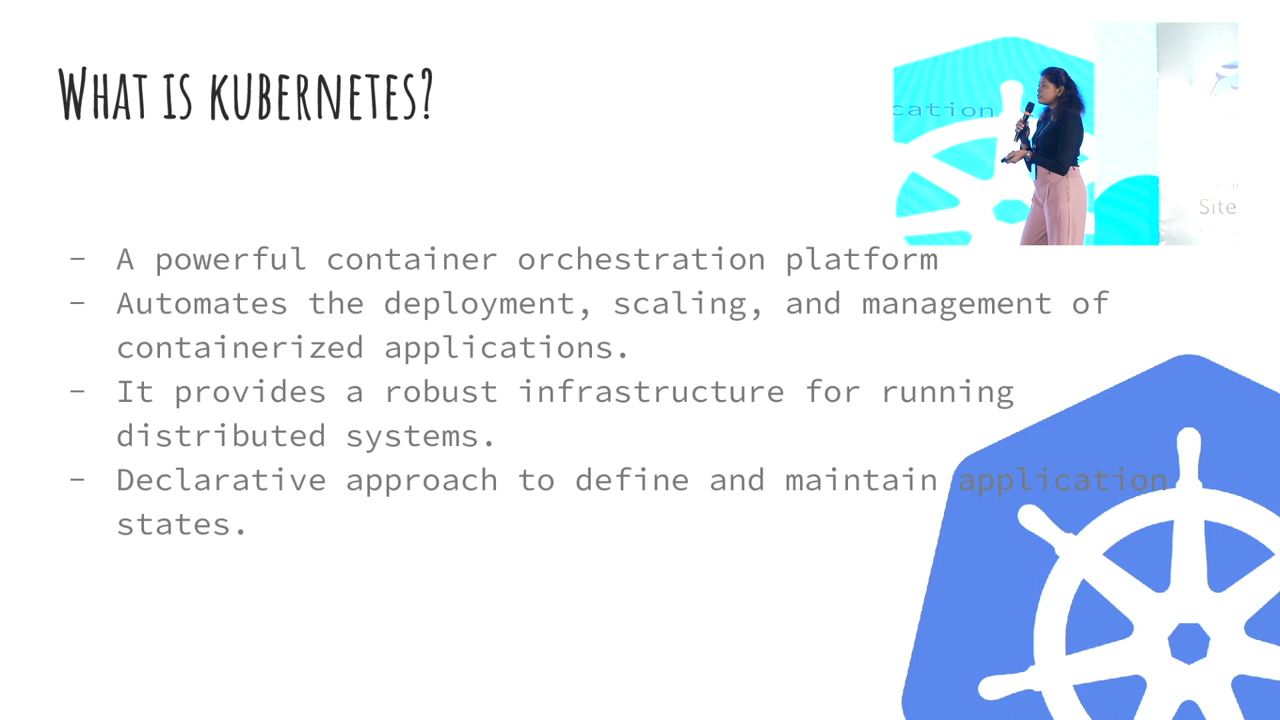 WHAT IS KUBERNETES?
cation
Site
- A powerful container orchestration platform
- Automates the deployment, scaling, and management of
containerized applications.
- It provides a robust infrastructure for running
distributed systems.
- Declarative approach to define and maintain application
states.